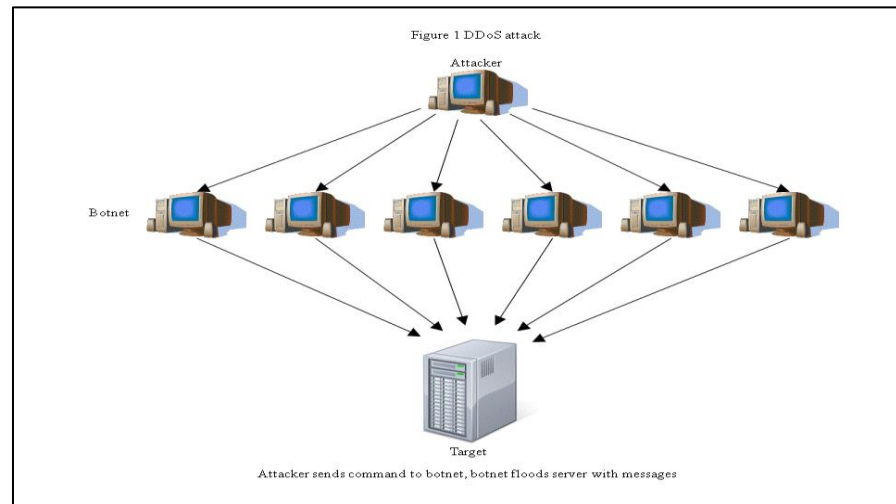 Figure 1 DDoS attack
Attacker
Botnet
Target
Attacker sends command to botnet, botnet floods server with messages